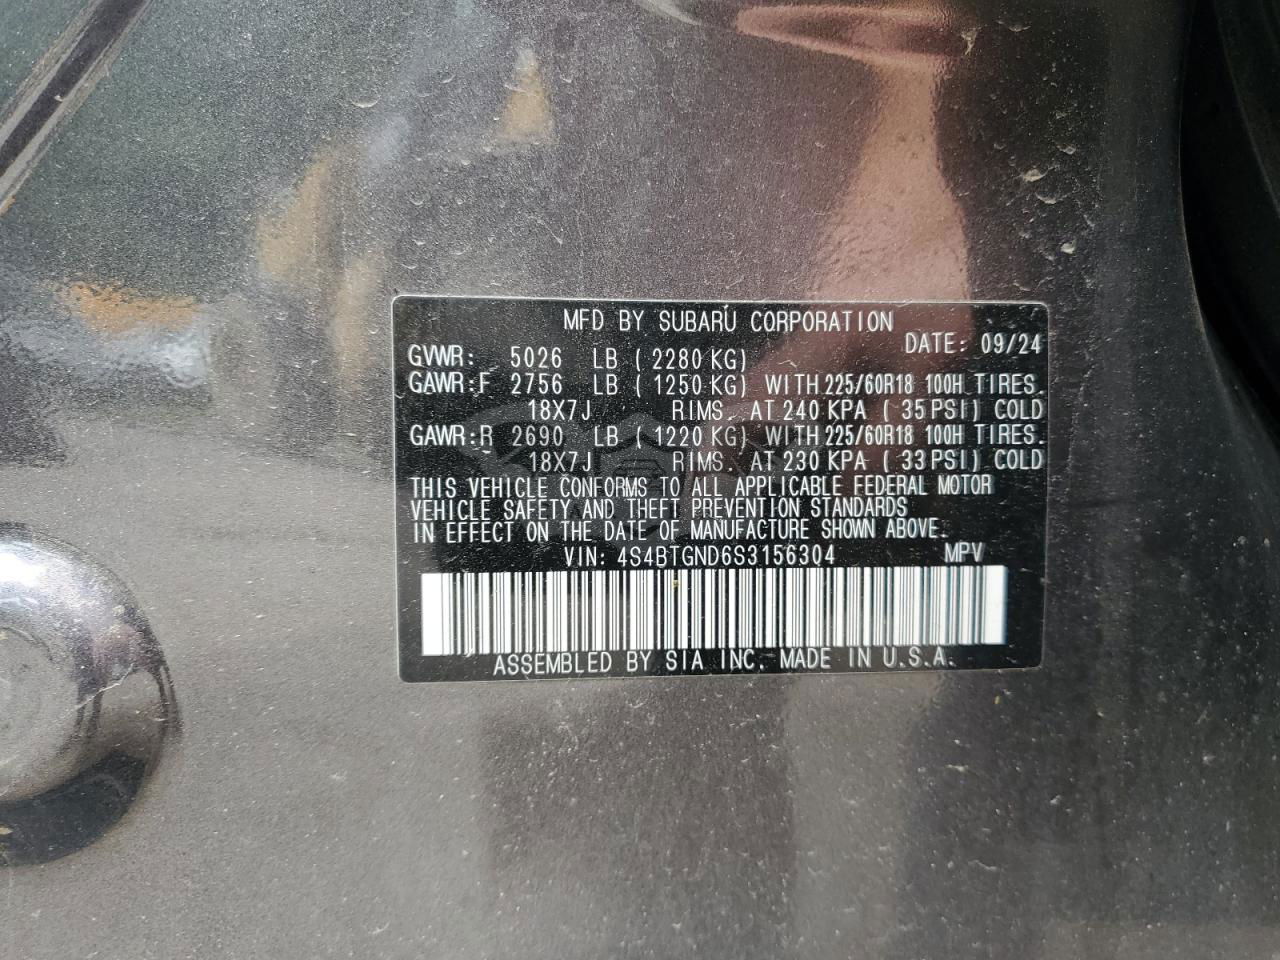 MFD BY SUBARU CORPORATION
DATE: 09/24
GVWR: 5026 LB ( 2280 KG)
GAWR:F 2756 LB ( 1250 KG) WITH 225/60R18 100H TIRES.
18X7J RIMS. AT 240 KPA ( 35 PSI) COLD
GAWR:R 2690 LB ( 1220 KG) WITH 225/60R18 100H TIRES.
18X7J RIMS. AT 230 KPA ( 33 PSI) COLD
THIS VEHICLE CONFORMS TO ALL APPLICABLE FEDERAL MOTOR
VEHICLE SAFETY AND THEFT PREVENTION STANDARDS
IN EFFECT ON THE DATE OF MANUFACTURE SHOWN ABOVE.
VIN: 4S4BTGND6S3156304 MPV
ASSEMBLED BY SIA INC. MADE IN U.S.A.